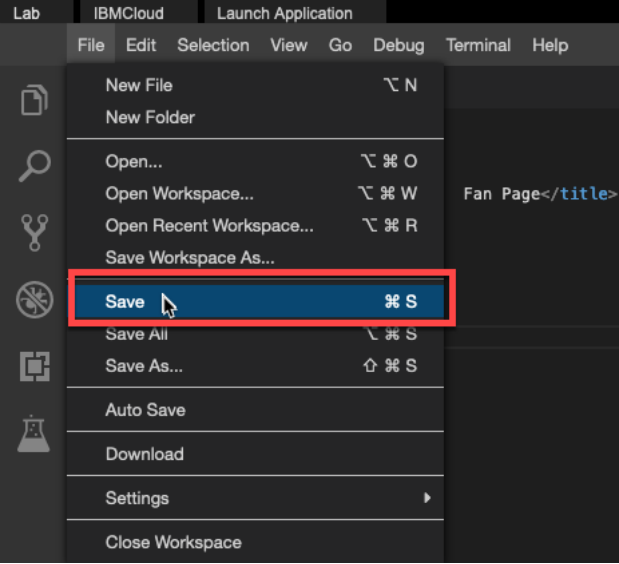 Lab IBMCloud Launch Application
File Edit Selection View Go Debug Terminal Help
New File ⌥ N
New Folder
Open... ⌥ ⌘ O
Open Workspace... ⌥ ⌘ W
Fan Page</title>
Open Recent Workspace... ⌥ ⌘ R
Save Workspace As...
Save ⌘ S
Save All ⌥ ⌘ S
Save As... ⇧ ⌘ S
Auto Save
Download
Settings
Close Workspace